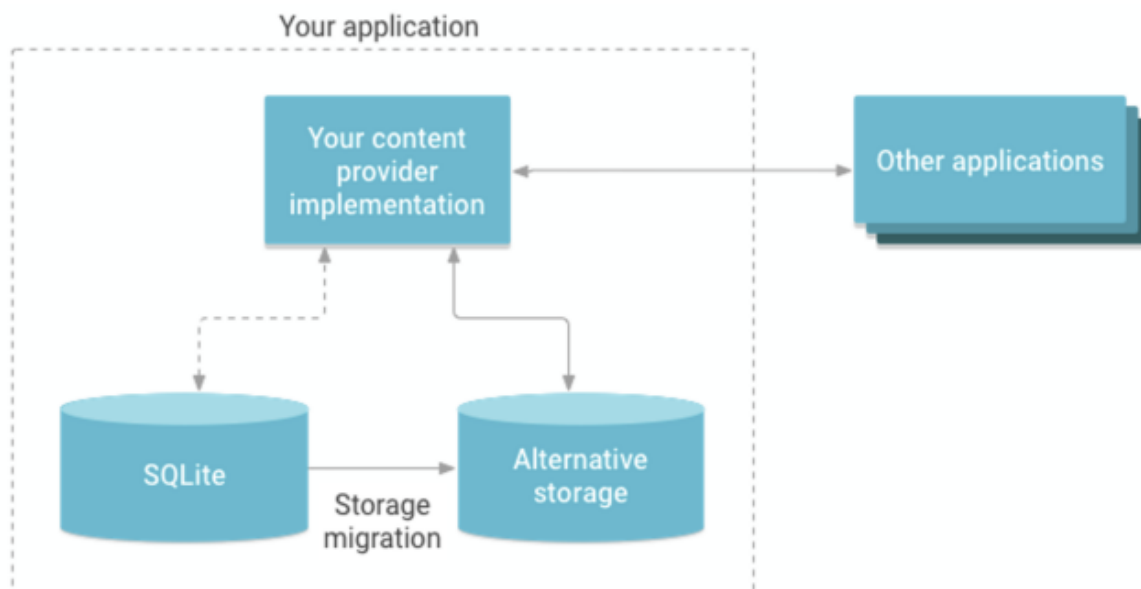 Your application
Your content
provider
implementation
Other applications
SQLite
Storage
migration
Alternative
storage